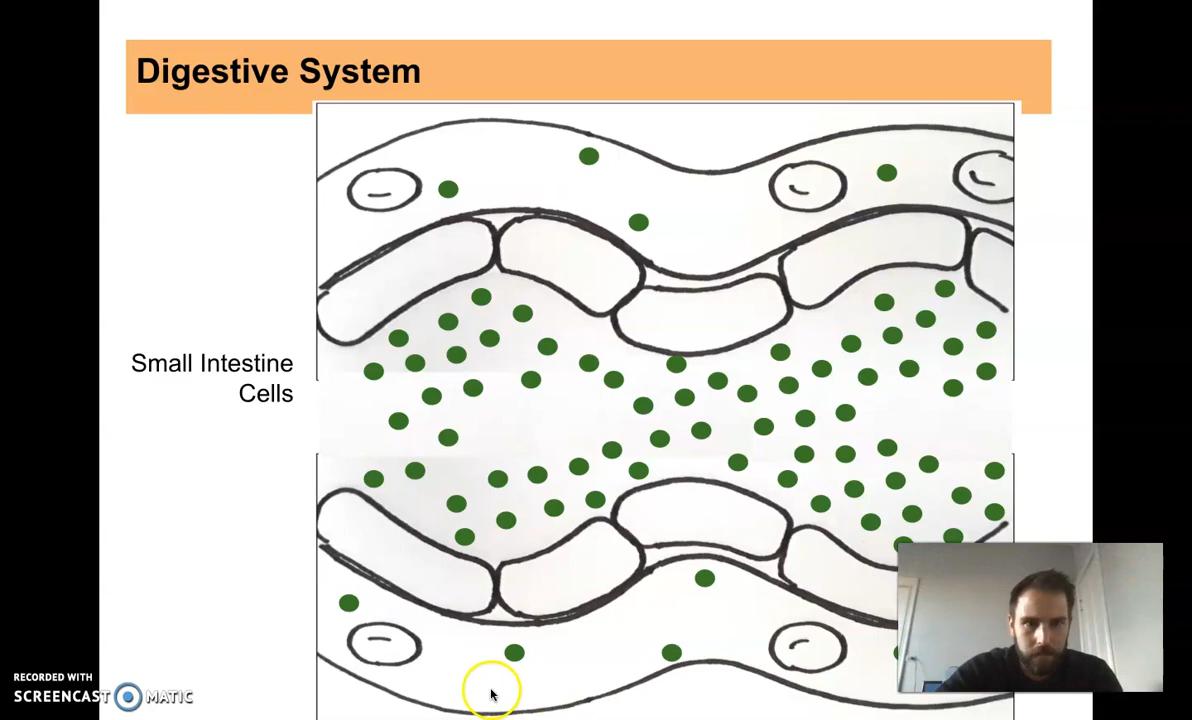 Digestive System
Small Intestine
Cells
RECORDED WITH
SCREENCAST MATIC